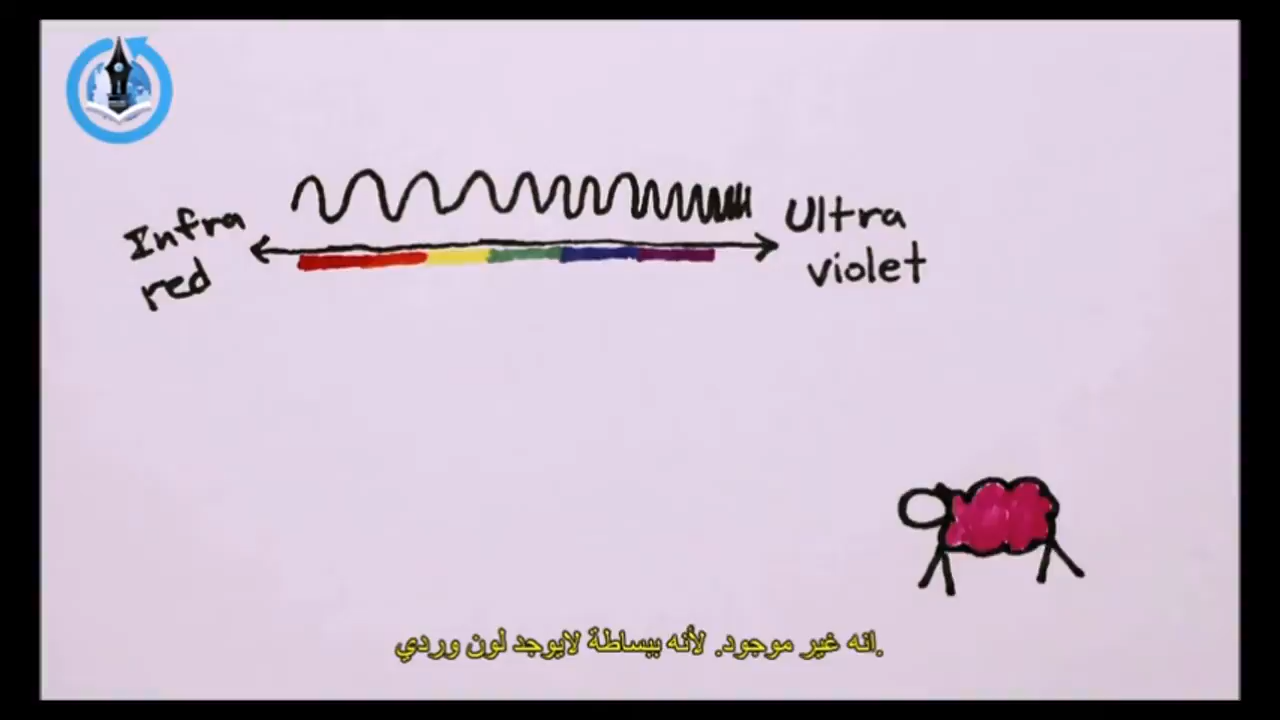 Infra
red
Ultra
violet
انه غير موجود. لأنه ببساطة لايوجد لون وردي.